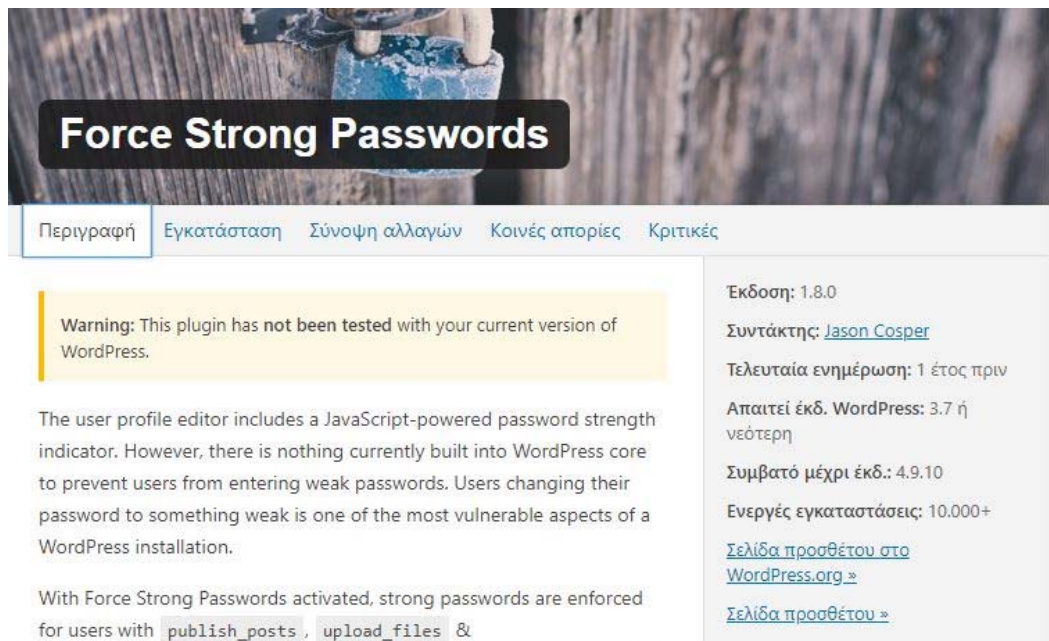 Force Strong Passwords
Περιγραφή Εγκατάσταση Σύνοψη αλλαγών Κοινές απορίες Κριτικές
Warning: This plugin has not been tested with your current version of
WordPress.
The user profile editor includes a JavaScript-powered password strength
indicator. However, there is nothing currently built into WordPress core
to prevent users from entering weak passwords. Users changing their
password to something weak is one of the most vulnerable aspects of a
WordPress installation.
With Force Strong Passwords activated, strong passwords are enforced
for users with publish_posts , upload_files &
Έκδοση: 1.8.0
Συντάκτης: Jason Cosper
Τελευταία ενημέρωση: 1 έτος πριν
Απαιτεί έκδ. WordPress: 3.7 ή
νεότερη
Συμβατό μέχρι έκδ.: 4.9.10
Ενεργές εγκαταστάσεις: 10.000+
Σελίδα προσθέτου στο
WordPress.org »
Σελίδα προσθέτου »